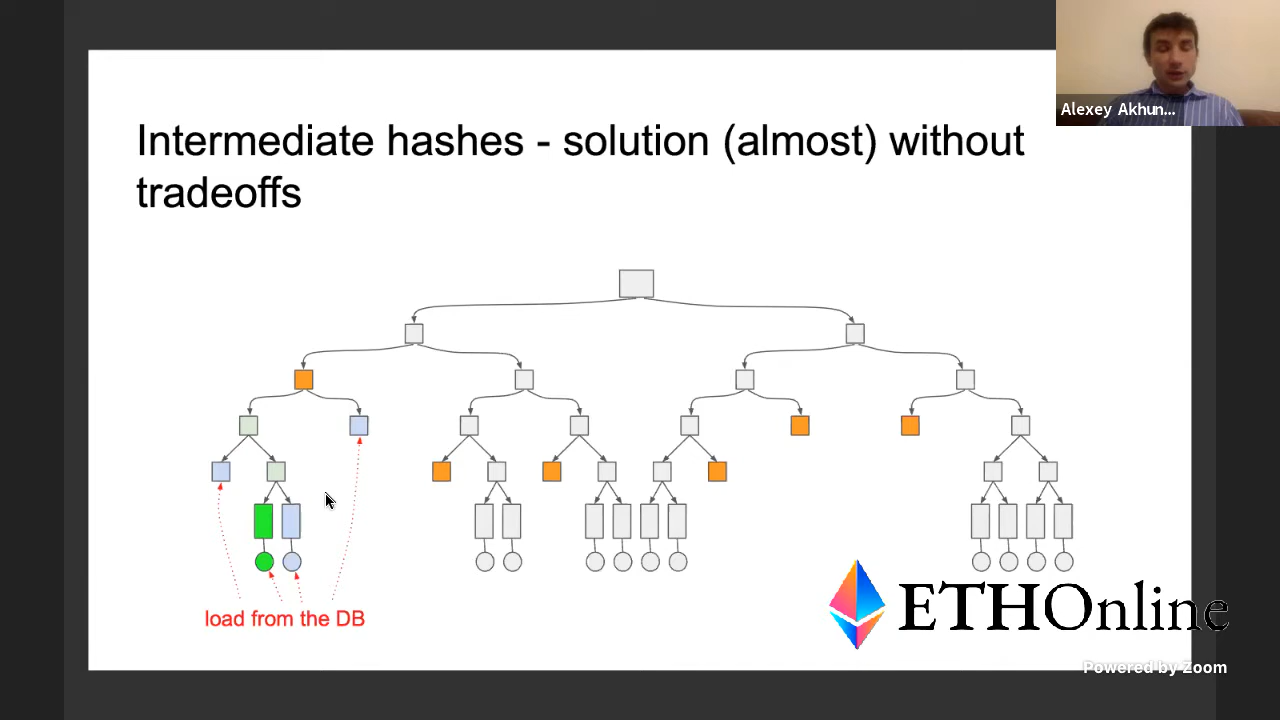 Alexey Akhun...
Intermediate hashes - solution (almost) without
tradeoffs
load from the DB
ETHOnline
Powered by Zoom